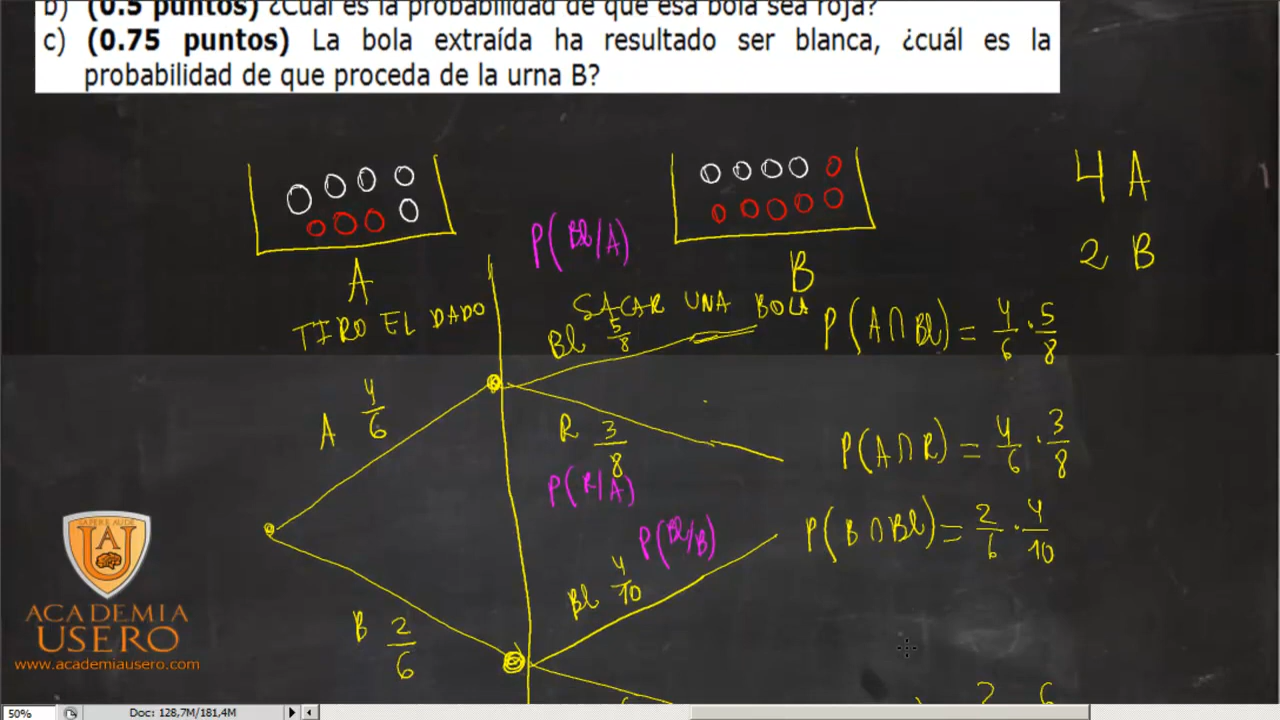 b) (0.5 puntos) ¿Cuál es la probabilidad de que esa bola sea roja?
c) (0.75 puntos) La bola extraída ha resultado ser blanca, ¿cuál es la
probabilidad de que proceda de la urna B?
4 A
2 B
A
B
P(Bl/A)
TIRO EL DADO
SACAR UNA BOLA
Bl 5/8
P(A∩Bl) = 4/6 · 5/8
A 4/6
R 3/8
P(A∩R) = 4/6 · 3/8
P(R/A)
P(Bl/B)
P(B∩Bl) = 2/6 · 4/10
Bl 4/10
B 2/6
SAPERE AUDE
UA
ACADEMIA
USERO
www.academiausero.com
50%
Doc: 128,7M/181,4M